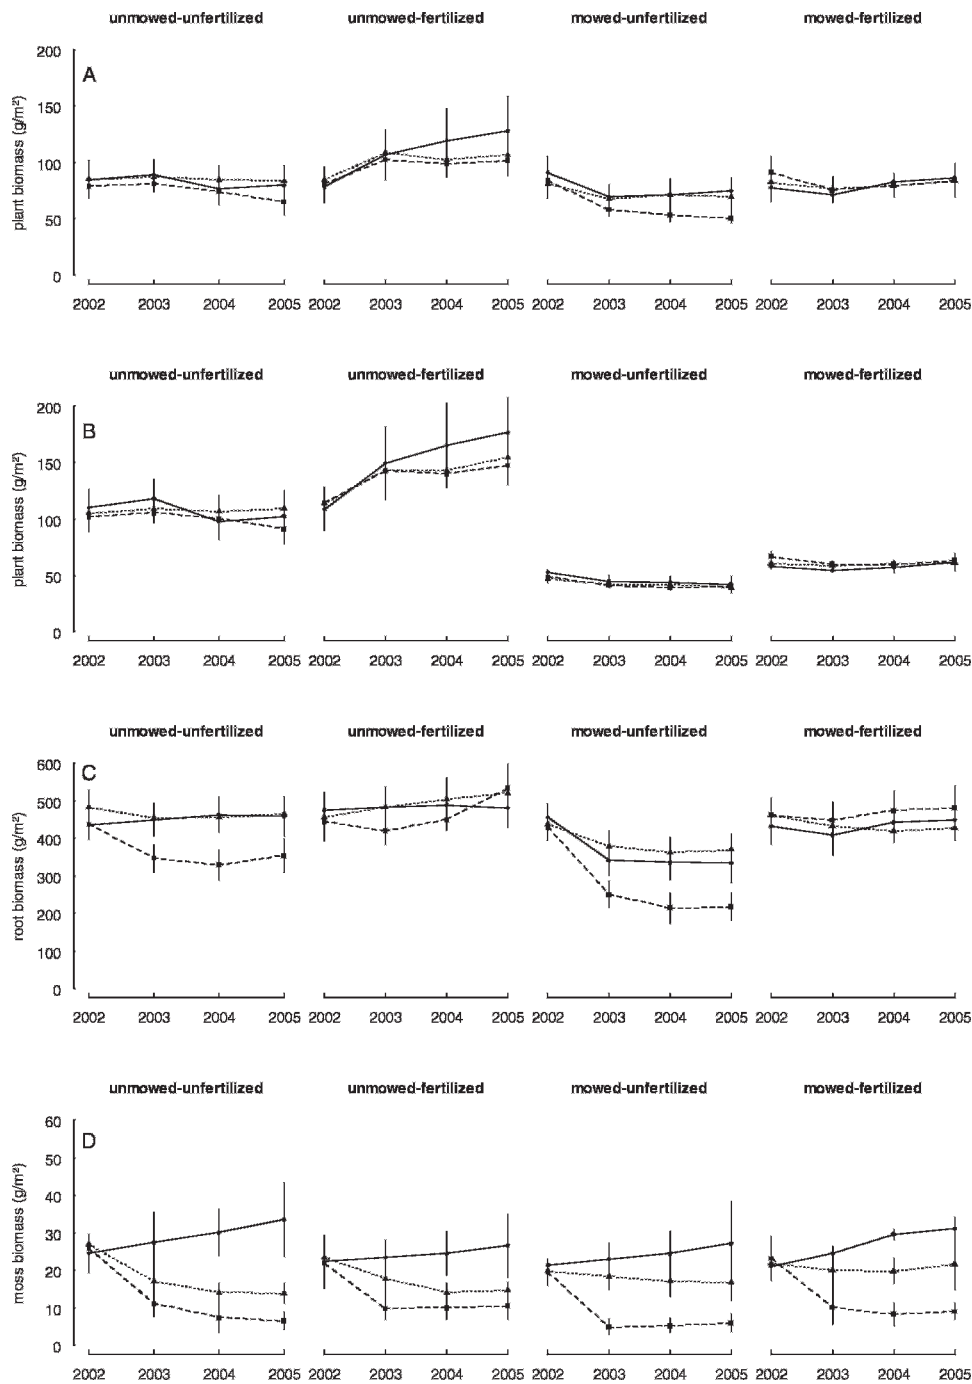 unmowed-unfertilized unmowed-fertilized mowed-unfertilized mowed-fertilized
200
A
150
plant biomass (g/m²)
100
50
0
2002 2003 2004 2005 2002 2003 2004 2005 2002 2003 2004 2005 2002 2003 2004 2005
unmowed-unfertilized unmowed-fertilized mowed-unfertilized mowed-fertilized
200
B
150
plant biomass (g/m²)
100
50
0
2002 2003 2004 2005 2002 2003 2004 2005 2002 2003 2004 2005 2002 2003 2004 2005
unmowed-unfertilized unmowed-fertilized mowed-unfertilized mowed-fertilized
600
C
500
400
root biomass (g/m²)
300
200
100
0
2002 2003 2004 2005 2002 2003 2004 2005 2002 2003 2004 2005 2002 2003 2004 2005
unmowed-unfertilized unmowed-fertilized mowed-unfertilized mowed-fertilized
60
D
50
40
moss biomass (g/m²)
30
20
10
0
2002 2003 2004 2005 2002 2003 2004 2005 2002 2003 2004 2005 2002 2003 2004 2005